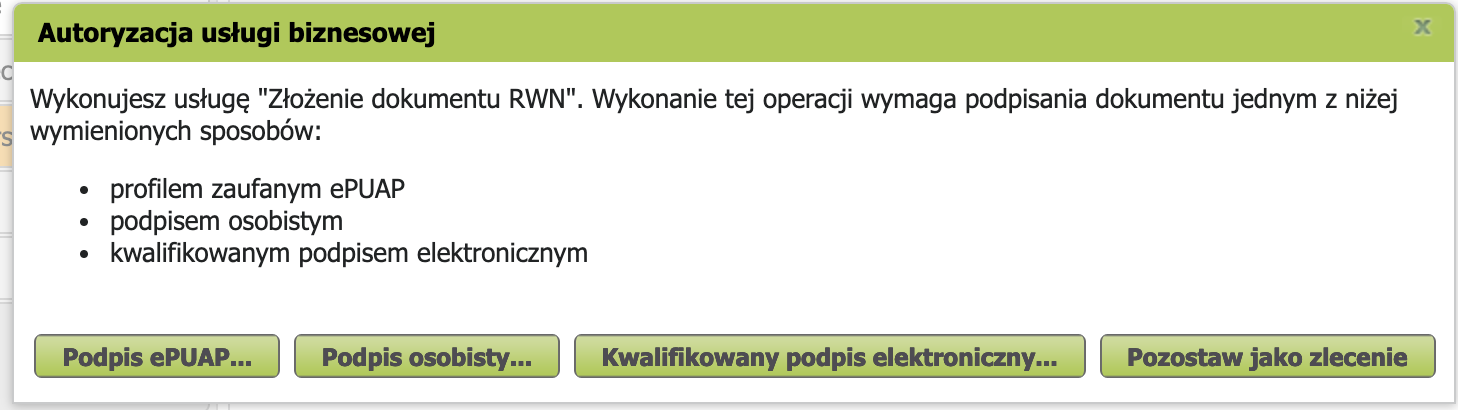 Autoryzacja usługi biznesowej
x
Wykonujesz usługę "Złożenie dokumentu RWN". Wykonanie tej operacji wymaga podpisania dokumentu jednym z niżej
wymienionych sposobów:
• profilem zaufanym ePUAP
• podpisem osobistym
• kwalifikowanym podpisem elektronicznym
Podpis ePUAP... Podpis osobisty... Kwalifikowany podpis elektroniczny... Pozostaw jako zlecenie